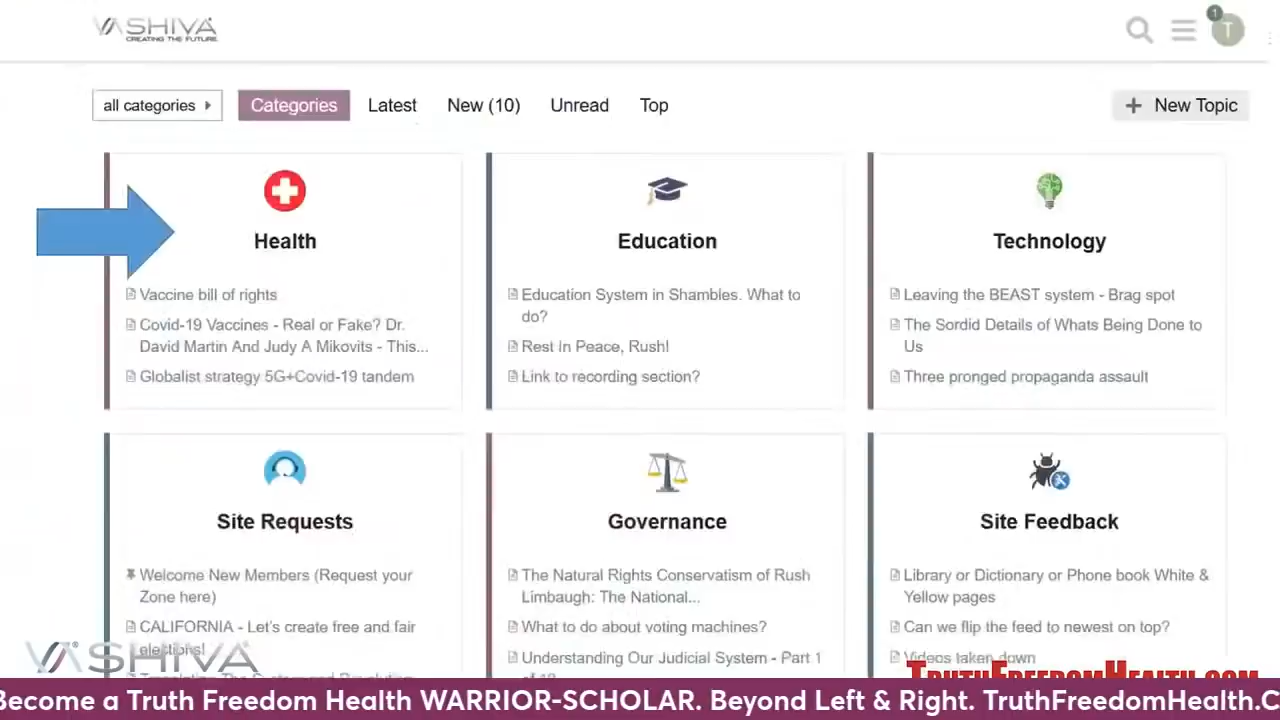 VA SHIVA
CREATING THE FUTURE.
1
T
all categories
Categories
Latest
New (10)
Unread
Top
+ New Topic
Health
Vaccine bill of rights
Covid-19 Vaccines - Real or Fake? Dr.
David Martin And Judy A Mikovits - This...
Globalist strategy 5G+Covid-19 tandem
Education
Education System in Shambles. What to
do?
Rest In Peace, Rush!
Link to recording section?
Technology
Leaving the BEAST system - Brag spot
The Sordid Details of Whats Being Done to
Us
Three pronged propaganda assault
Site Requests
Welcome New Members (Request your
Zone here)
CALIFORNIA - Let's create free and fair
elections!
Governance
The Natural Rights Conservatism of Rush
Limbaugh: The National...
What to do about voting machines?
Understanding Our Judicial System - Part 1
Site Feedback
Library or Dictionary or Phone book White &
Yellow pages
Can we flip the feed to newest on top?
Videos taken down
VA SHIVA
TRUTHFREEDOMHEALTH.COM
Become a Truth Freedom Health WARRIOR-SCHOLAR. Beyond Left & Right. TruthFreedomHealth.C